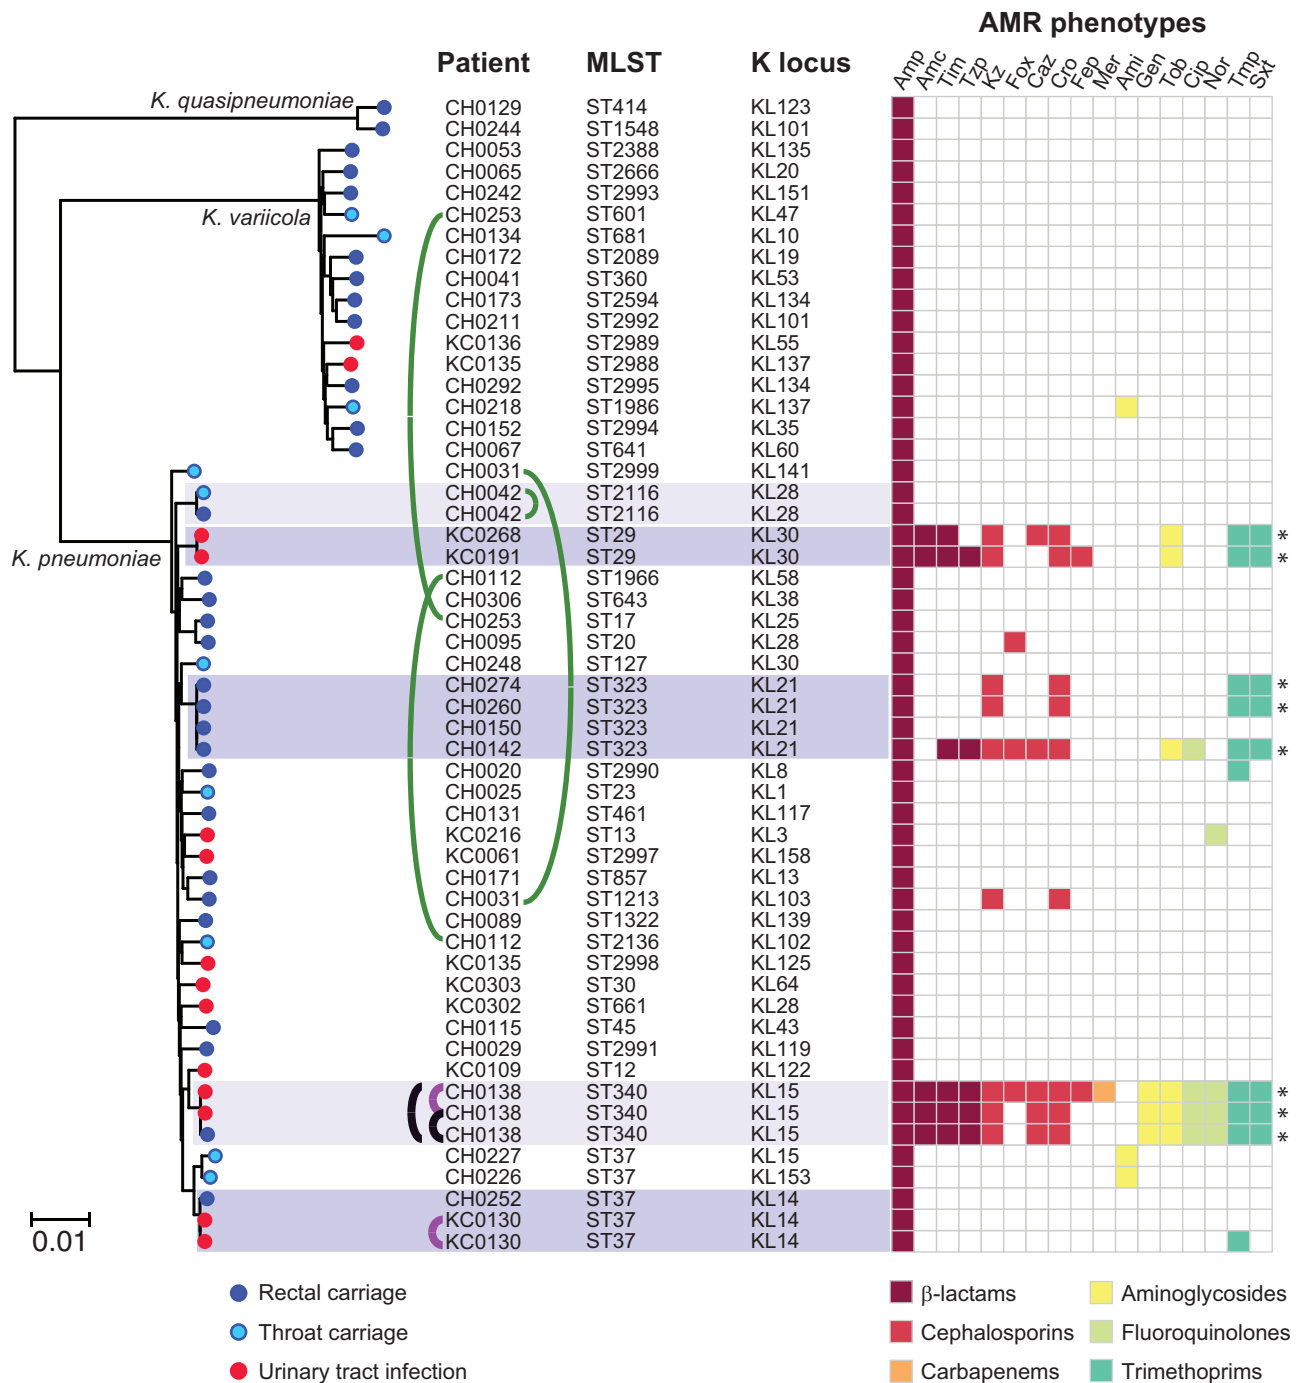 AMR phenotypes
Patient MLST K locus Amp Amc Tim Tzp Kz Fox Caz Cro Fep Mer Ami Gen Tob Cip Nor Tmp Sxt
K. quasipneumoniae
CH0129 ST414 KL123
CH0244 ST1548 KL101
CH0053 ST2388 KL135
CH0065 ST2666 KL20
CH0242 ST2993 KL151
K. variicola
CH0253 ST601 KL47
CH0134 ST681 KL10
CH0172 ST2089 KL19
CH0041 ST360 KL53
CH0173 ST2594 KL134
CH0211 ST2992 KL101
KC0136 ST2989 KL55
KC0135 ST2988 KL137
CH0292 ST2995 KL134
CH0218 ST1986 KL137
CH0152 ST2994 KL35
CH0067 ST641 KL60
CH0031 ST2999 KL141
CH0042 ST2116 KL28
CH0042 ST2116 KL28
KC0268 ST29 KL30 *
K. pneumoniae
KC0191 ST29 KL30 *
CH0112 ST1966 KL58
CH0306 ST643 KL38
CH0253 ST17 KL25
CH0095 ST20 KL28
CH0248 ST127 KL30
CH0274 ST323 KL21 *
CH0260 ST323 KL21 *
CH0150 ST323 KL21
CH0142 ST323 KL21 *
CH0020 ST2990 KL8
CH0025 ST23 KL1
CH0131 ST461 KL117
KC0216 ST13 KL3
KC0061 ST2997 KL158
CH0171 ST857 KL13
CH0031 ST1213 KL103
CH0089 ST1322 KL139
CH0112 ST2136 KL102
KC0135 ST2998 KL125
KC0303 ST30 KL64
KC0302 ST661 KL28
CH0115 ST45 KL43
CH0029 ST2991 KL119
KC0109 ST12 KL122
CH0138 ST340 KL15 *
CH0138 ST340 KL15 *
CH0138 ST340 KL15 *
CH0227 ST37 KL15
CH0226 ST37 KL153
CH0252 ST37 KL14
KC0130 ST37 KL14
KC0130 ST37 KL14
0.01
Rectal carriage
Throat carriage
Urinary tract infection
β-lactams
Cephalosporins
Carbapenems
Aminoglycosides
Fluoroquinolones
Trimethoprims